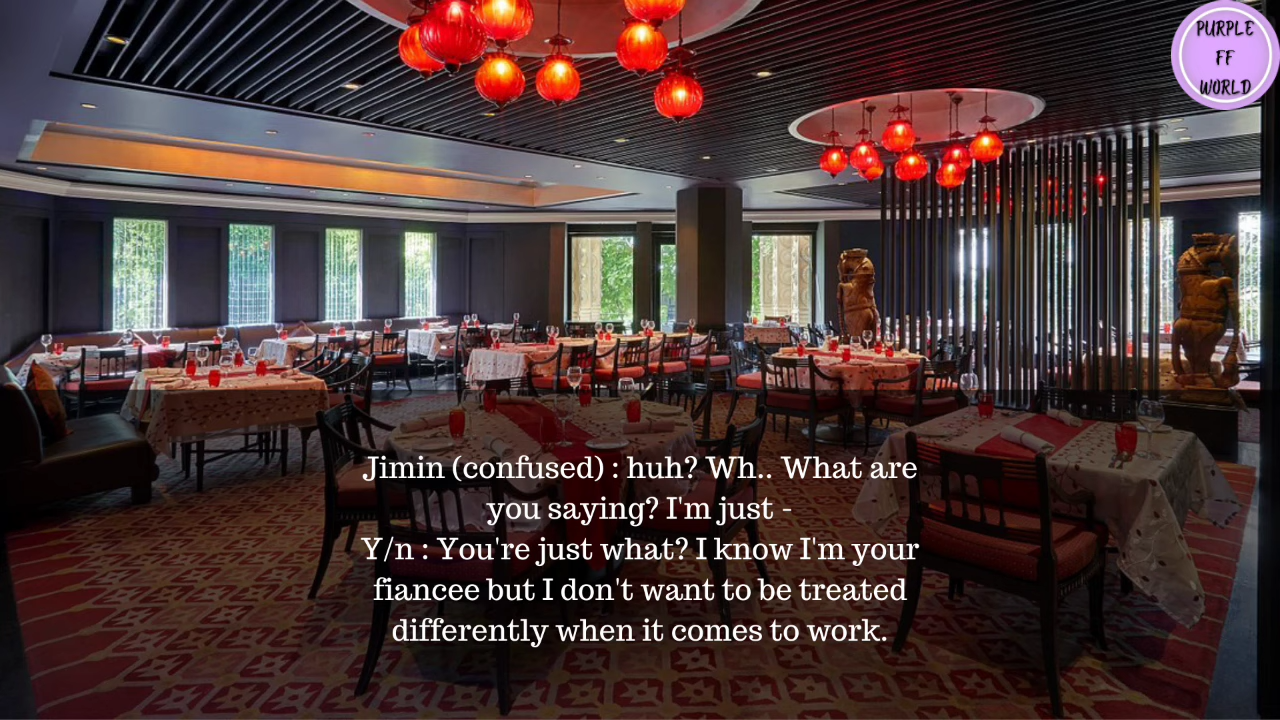 PURPLE
FF
WORLD
Jimin (confused) : huh? Wh.. What are
you saying? I'm just -
Y/n : You're just what? I know I'm your
fiancee but I don't want to be treated
differently when it comes to work.